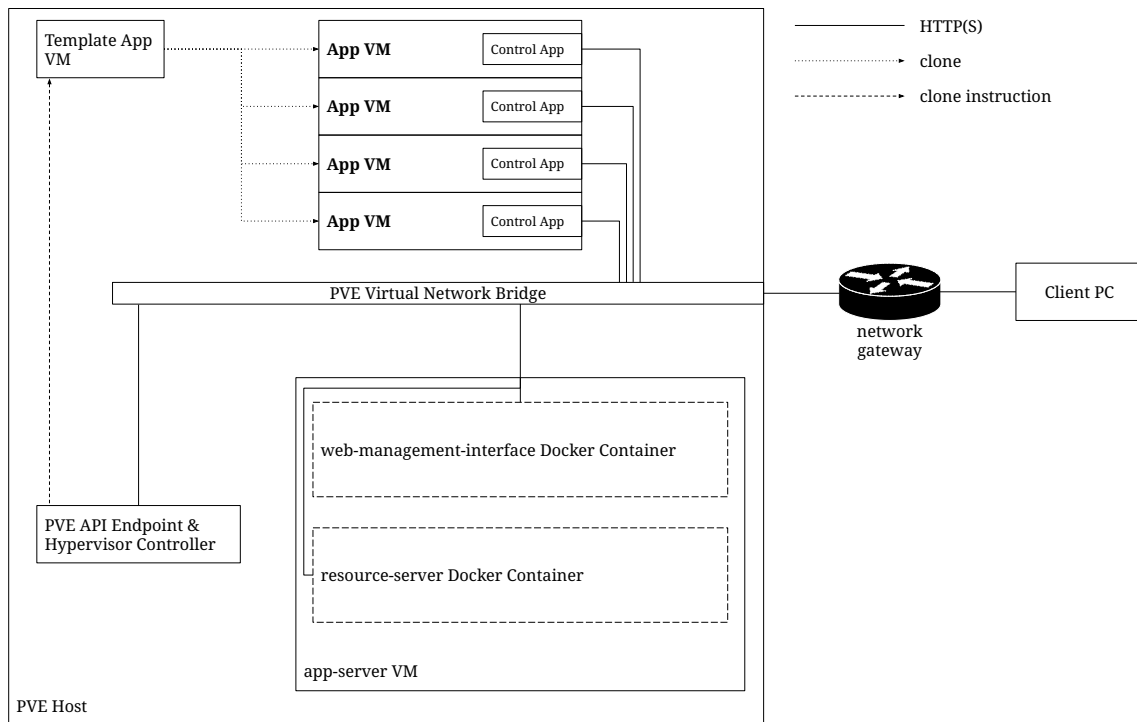 Template App
VM
App VM
Control App
App VM
Control App
App VM
Control App
App VM
Control App
HTTP(S)
clone
clone instruction
PVE Virtual Network Bridge
network
gateway
Client PC
web-management-interface Docker Container
PVE API Endpoint &
Hypervisor Controller
resource-server Docker Container
app-server VM
PVE Host